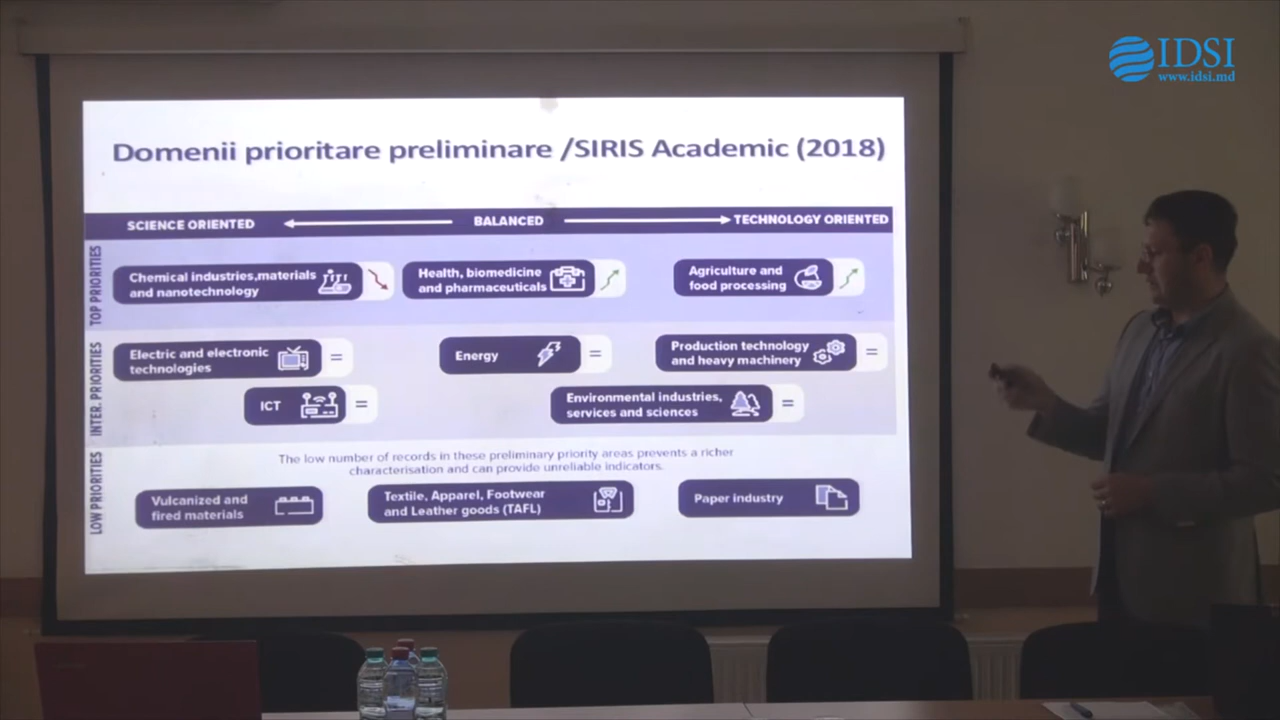 IDSI
www.idsi.md
Domenii prioritare preliminare /SIRIS Academic (2018)
SCIENCE ORIENTED BALANCED TECHNOLOGY ORIENTED
TOP PRIORITIES
Chemical industries,materials
and nanotechnology
Health, biomedicine
and pharmaceuticals
Agriculture and
food processing
INTER. PRIORITIES
Electric and electronic
technologies
=
Energy
=
Production technology
and heavy machinery
=
ICT
=
Environmental industries,
services and sciences
=
LOW PRIORITIES
The low number of records in these preliminary priority areas prevents a richer
characterisation and can provide unreliable indicators.
Vulcanized and
fired materials
Textile, Apparel, Footwear
and Leather goods (TAFL)
Paper industry